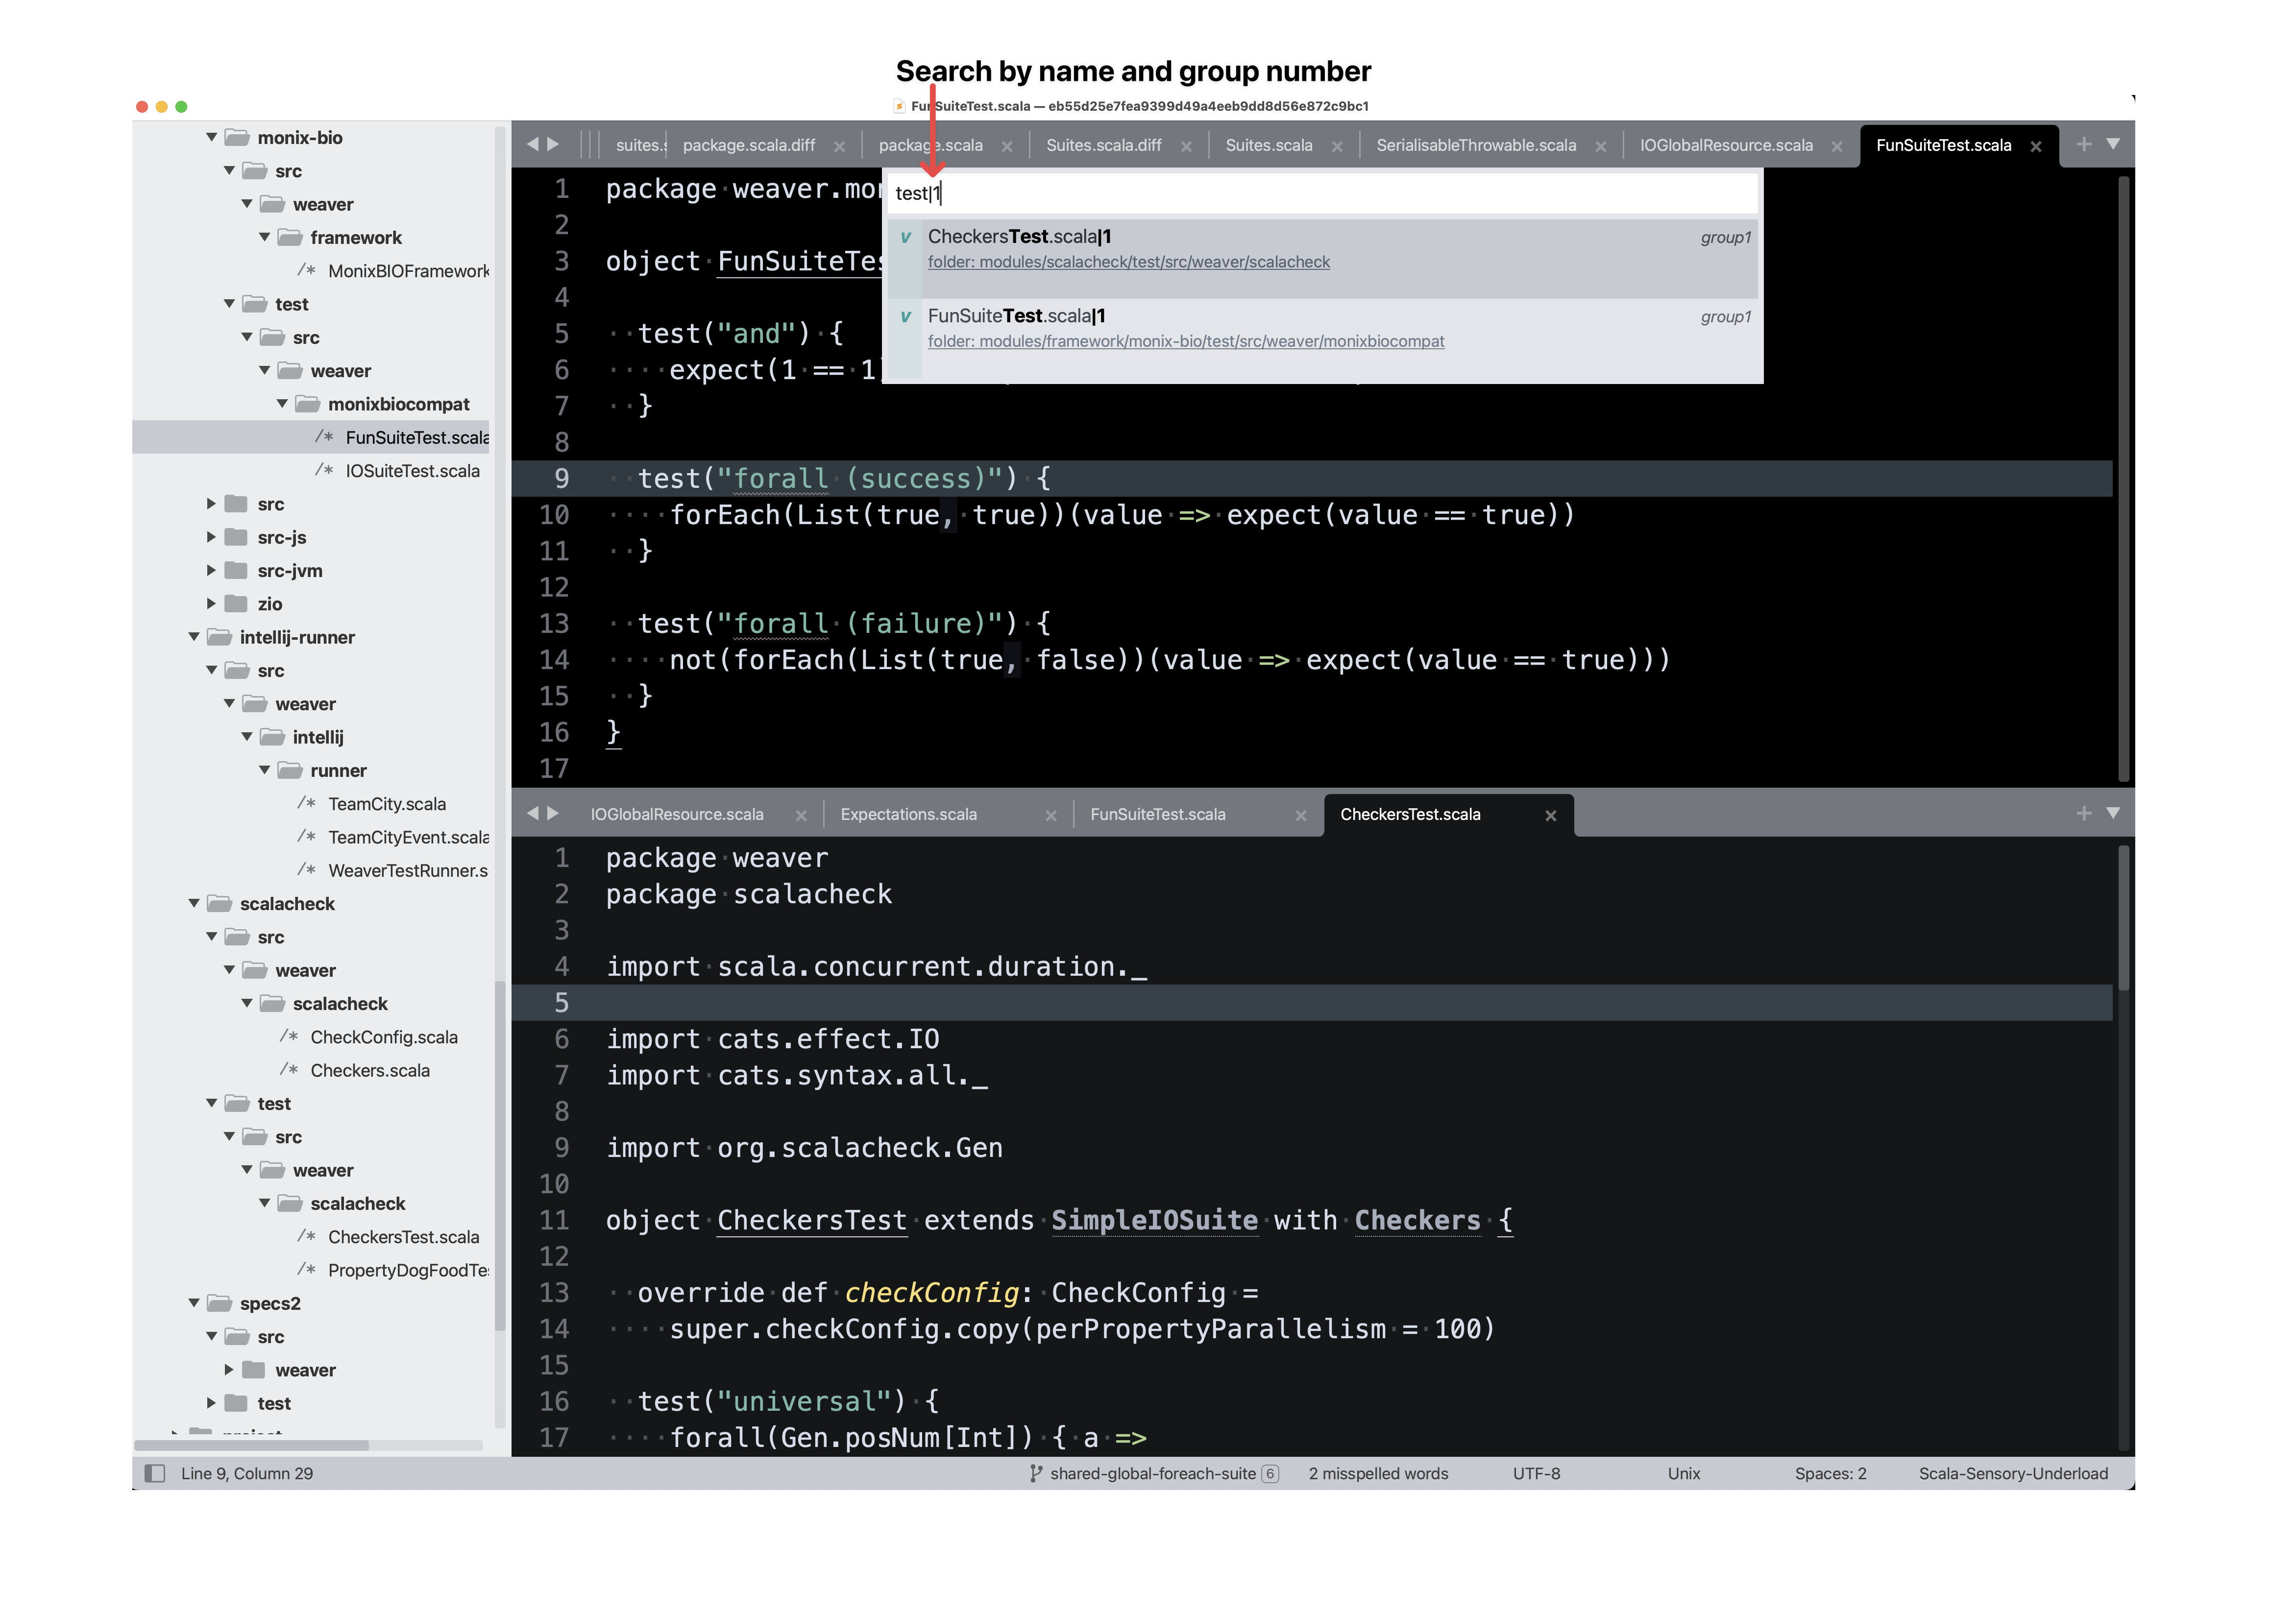 Search by name and group number
FunSuiteTest.scala — eb55d25e7fea9399d49a4eeb9dd8d56e872c9bc1
monix-bio
src
weaver
framework
/* MonixBIOFramework
test
src
weaver
monixbiocompat
/* FunSuiteTest.scala
/* IOSuiteTest.scala
src
src-js
src-jvm
zio
intellij-runner
src
weaver
intellij
runner
/* TeamCity.scala
/* TeamCityEvent.scala
/* WeaverTestRunner.s
scalacheck
src
weaver
scalacheck
/* CheckConfig.scala
/* Checkers.scala
test
src
weaver
scalacheck
/* CheckersTest.scala
/* PropertyDogFoodTes
specs2
src
weaver
test
project
suites.s package.scala.diff × package.scala × Suites.scala.diff × Suites.scala × SerialisableThrowable.scala × IOGlobalResource.scala × FunSuiteTest.scala × +
test|1
v CheckersTest.scala|1 group1
folder: modules/scalacheck/test/src/weaver/scalacheck
v FunSuiteTest.scala|1 group1
folder: modules/framework/monix-bio/test/src/weaver/monixbiocompat
1 package·weaver.mon
2
3 object·FunSuiteTes
4
5 ··test("and")·{
6 ····expect(1·==·1)
7 ··}
8
9 ··test("forall·(success)")·{
10 ····forEach(List(true,·true))(value·=>·expect(value·==·true))
11 ··}
12
13 ··test("forall·(failure)")·{
14 ····not(forEach(List(true,·false))(value·=>·expect(value·==·true)))
15 ··}
16 }
17
IOGlobalResource.scala × Expectations.scala × FunSuiteTest.scala × CheckersTest.scala × +
1 package·weaver
2 package·scalacheck
3
4 import·scala.concurrent.duration._
5
6 import·cats.effect.IO
7 import·cats.syntax.all._
8
9 import·org.scalacheck.Gen
10
11 object·CheckersTest·extends·SimpleIOSuite·with·Checkers·{
12
13 ··override·def·checkConfig:·CheckConfig·=
14 ····super.checkConfig.copy(perPropertyParallelism·=·100)
15
16 ··test("universal")·{
17 ····forall(Gen.posNum[Int])·{·a·=>
Line 9, Column 29 shared-global-foreach-suite 6 2 misspelled words UTF-8 Unix Spaces: 2 Scala-Sensory-Underload